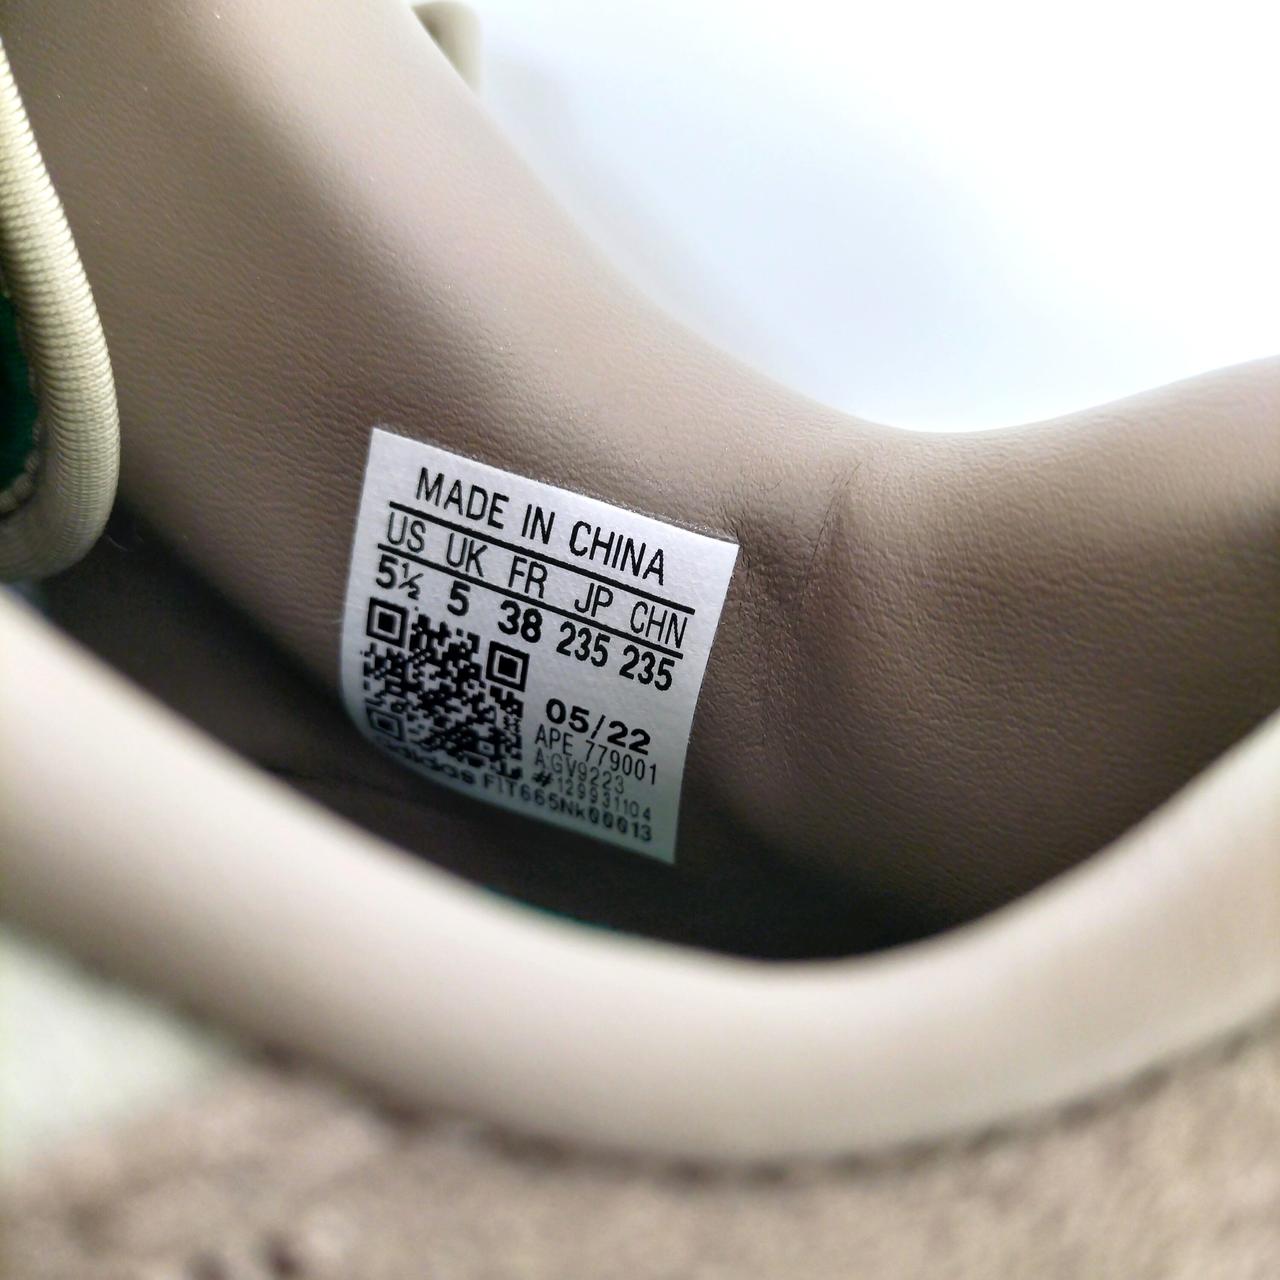 MADE IN CHINA
US UK FR JP CHN
5½ 5 38 235 235
05/22
APE 779001
A:GV9223
#129931104
adidas FIT665Nk00013